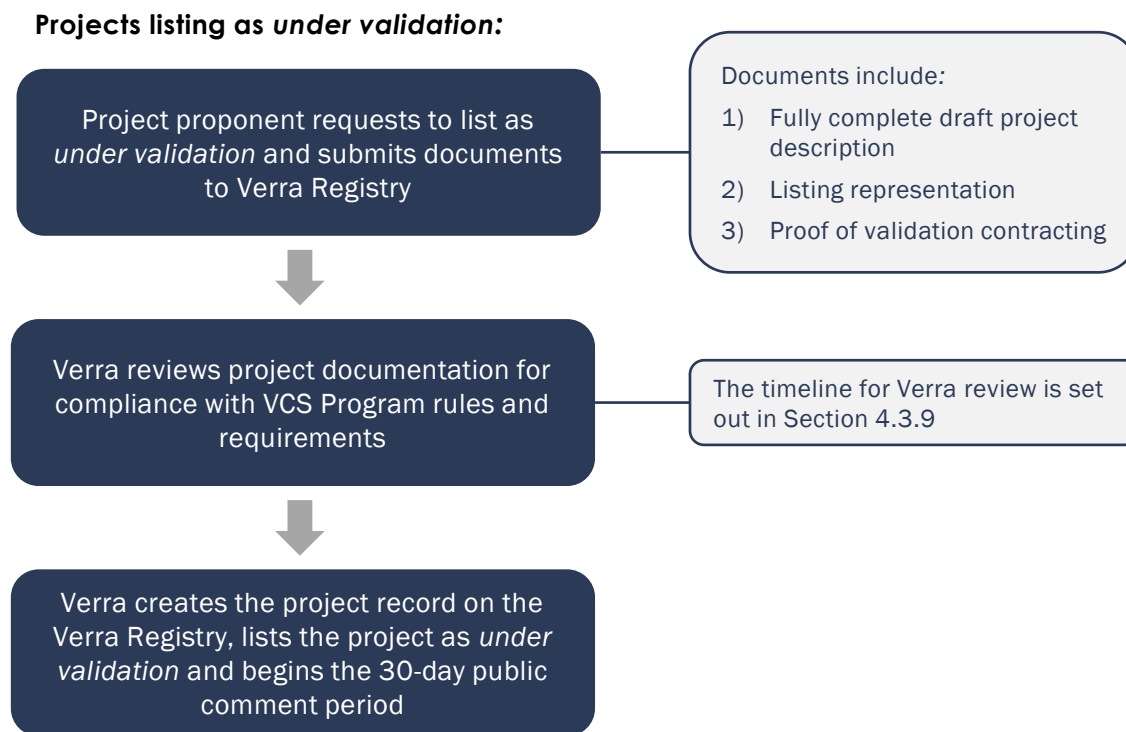 Projects listing as under validation:
Project proponent requests to list as
under validation and submits documents
to Verra Registry
Documents include:
1) Fully complete draft project
description
2) Listing representation
3) Proof of validation contracting
Verra reviews project documentation for
compliance with VCS Program rules and
requirements
The timeline for Verra review is set
out in Section 4.3.9
Verra creates the project record on the
Verra Registry, lists the project as under
validation and begins the 30-day public
comment period